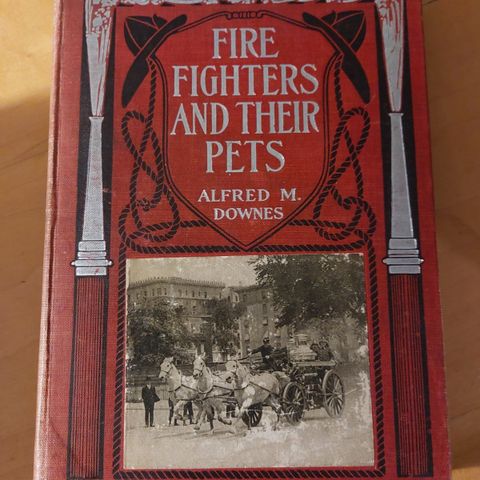 FIRE
FIGHTERS
AND THEIR
PETS
ALFRED M.
DOWNES